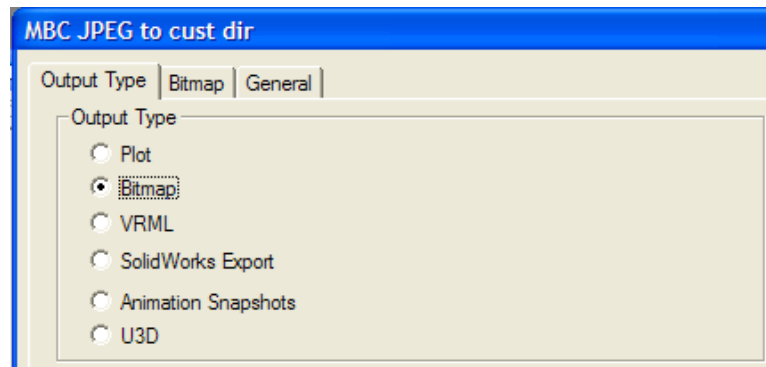 MBC JPEG to cust dir
Output Type Bitmap General
Output Type
Plot
Bitmap
VRML
SolidWorks Export
Animation Snapshots
U3D